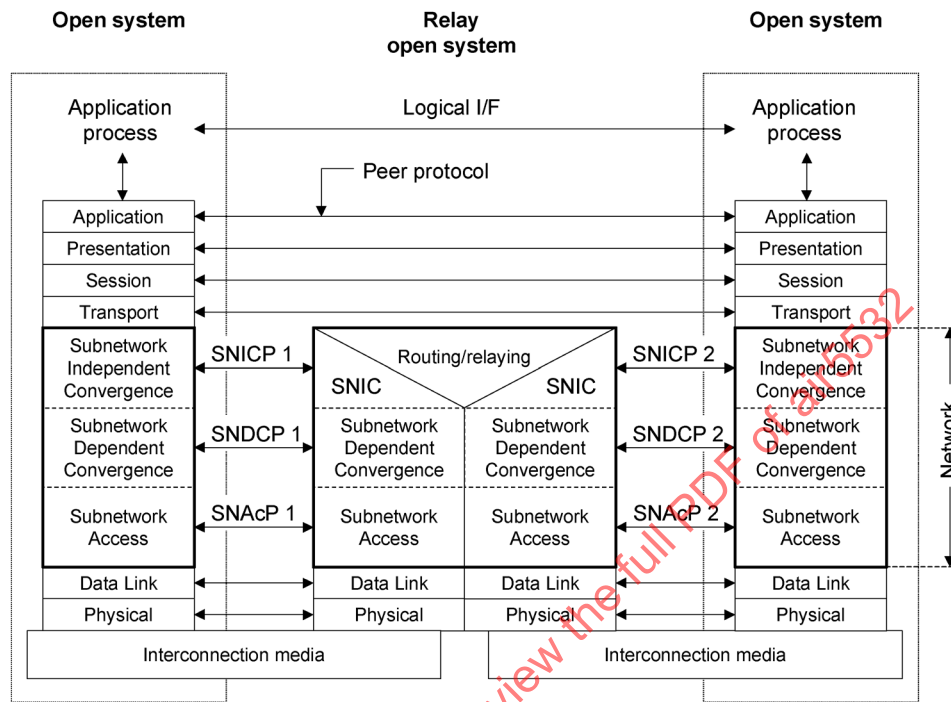 Open system
Relay
open system
Open system
Application
process
Logical I/F
Application
process
Peer protocol
Application
Application
Presentation
Presentation
Session
Session
Transport
Transport
Subnetwork
Independent
Convergence
SNICP 1
Routing/relaying
SNIC
SNIC
SNICP 2
Subnetwork
Independent
Convergence
Subnetwork
Dependent
Convergence
SNDCP 1
Subnetwork
Dependent
Convergence
Subnetwork
Dependent
Convergence
SNDCP 2
Subnetwork
Dependent
Convergence
Network
Subnetwork
Access
SNAcP 1
Subnetwork
Access
Subnetwork
Access
SNAcP 2
Subnetwork
Access
Data Link
Data Link
Data Link
Data Link
Physical
Physical
Physical
Physical
Interconnection media
Interconnection media
view the full PDF of air5532